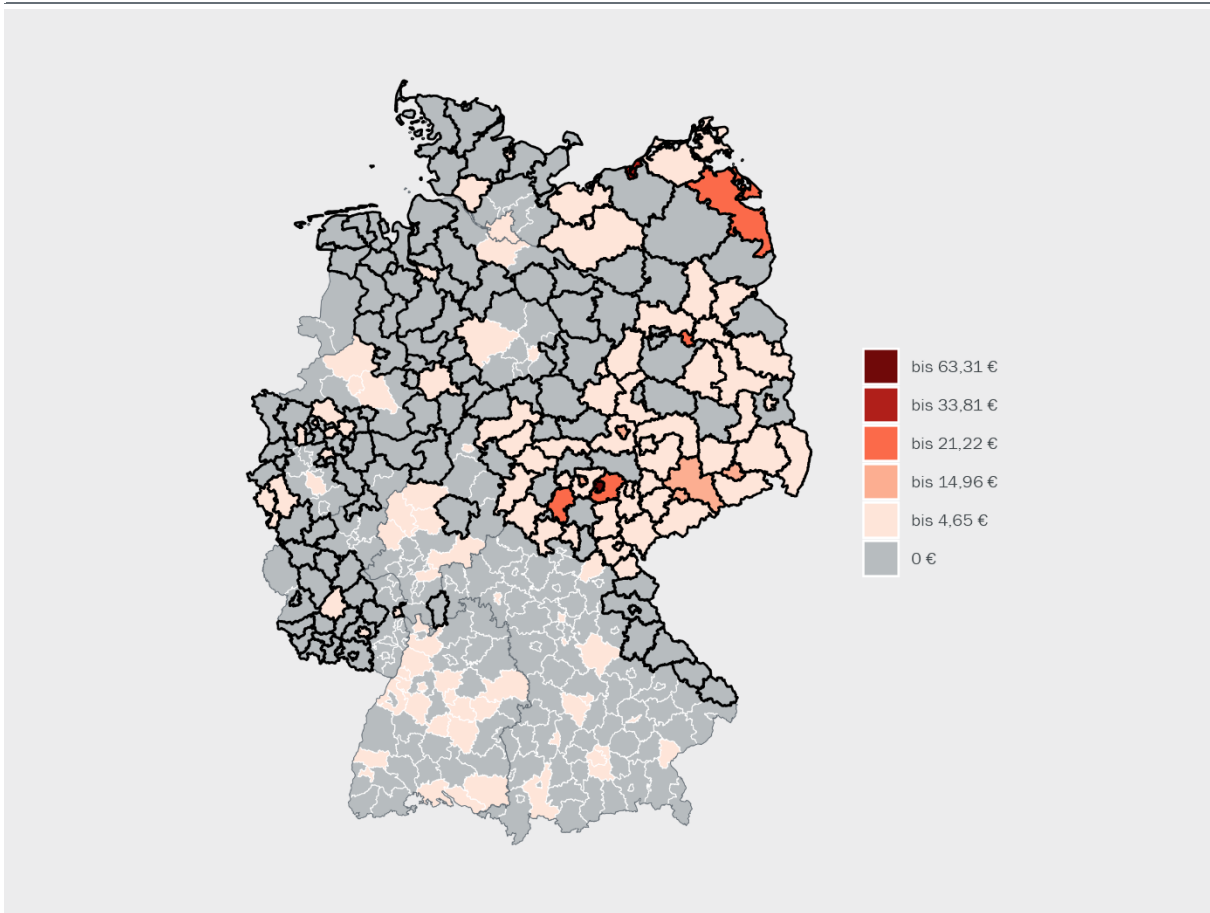 bis 63,31 €
bis 33,81 €
bis 21,22 €
bis 14,96 €
bis 4,65 €
0 €